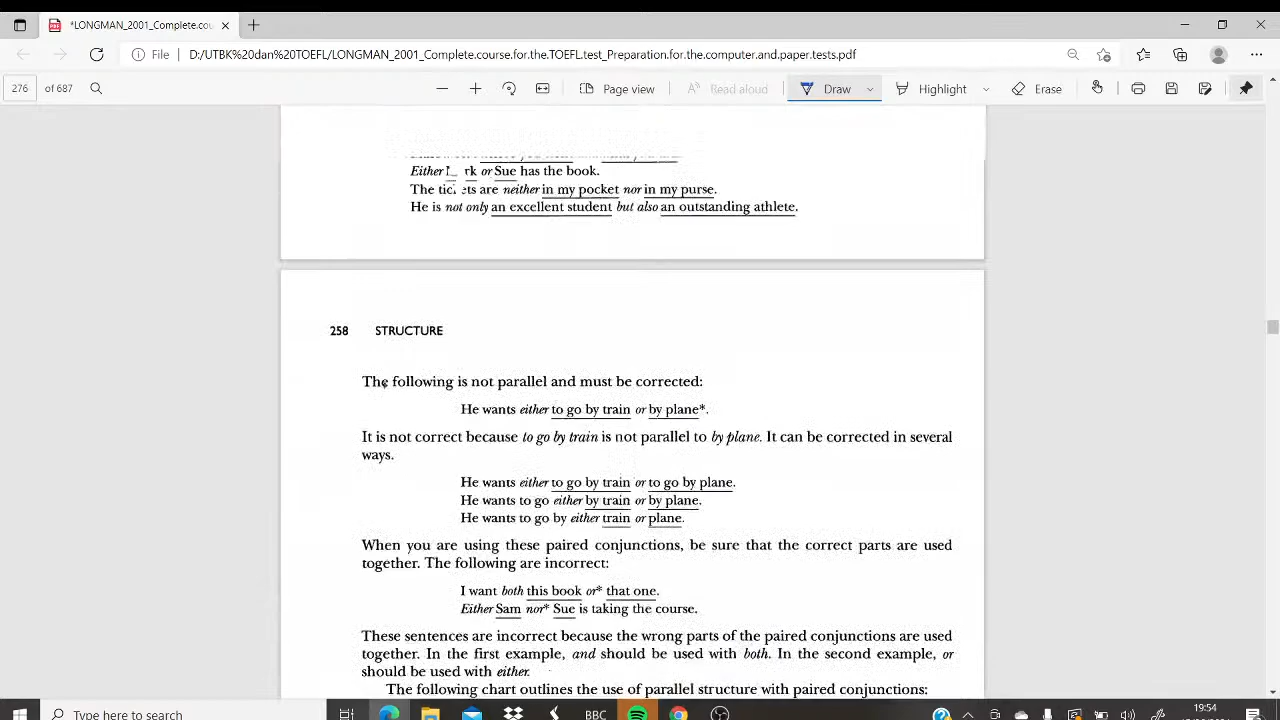 *LONGMAN_2001_Complete.cou
File D:/UTBK%20dan%20TOEFL/LONGMAN_2001_Complete.course.for.the.TOEFL.test_Preparation.for.the.computer.and.paper.tests.pdf
276 of 687 Page view Read aloud Draw Highlight Erase
Either or Sue has the book.
The tickets are neither in my pocket nor in my purse.
He is not only an excellent student but also an outstanding athlete.
258 STRUCTURE
The following is not parallel and must be corrected:
He wants either to go by train or by plane*.
It is not correct because to go by train is not parallel to by plane. It can be corrected in several
ways.
He wants either to go by train or to go by plane.
He wants to go either by train or by plane.
He wants to go by either train or plane.
When you are using these paired conjunctions, be sure that the correct parts are used
together. The following are incorrect:
I want both this book or* that one.
Either Sam nor* Sue is taking the course.
These sentences are incorrect because the wrong parts of the paired conjunctions are used
together. In the first example, and should be used with both. In the second example, or
should be used with either.
The following chart outlines the use of parallel structure with paired conjunctions:
Type here to search
BBC
19:54